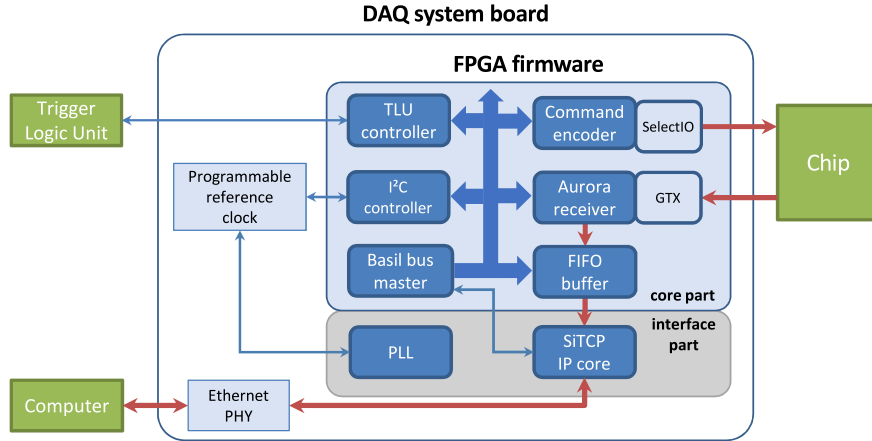 DAQ system board
FPGA firmware
Trigger
Logic Unit
TLU
controller
Command
encoder
SelectIO
Chip
Programmable
reference
clock
I²C
controller
Aurora
receiver
GTX
Basil bus
master
FIFO
buffer
core part
interface
part
PLL
SiTCP
IP core
Computer
Ethernet
PHY